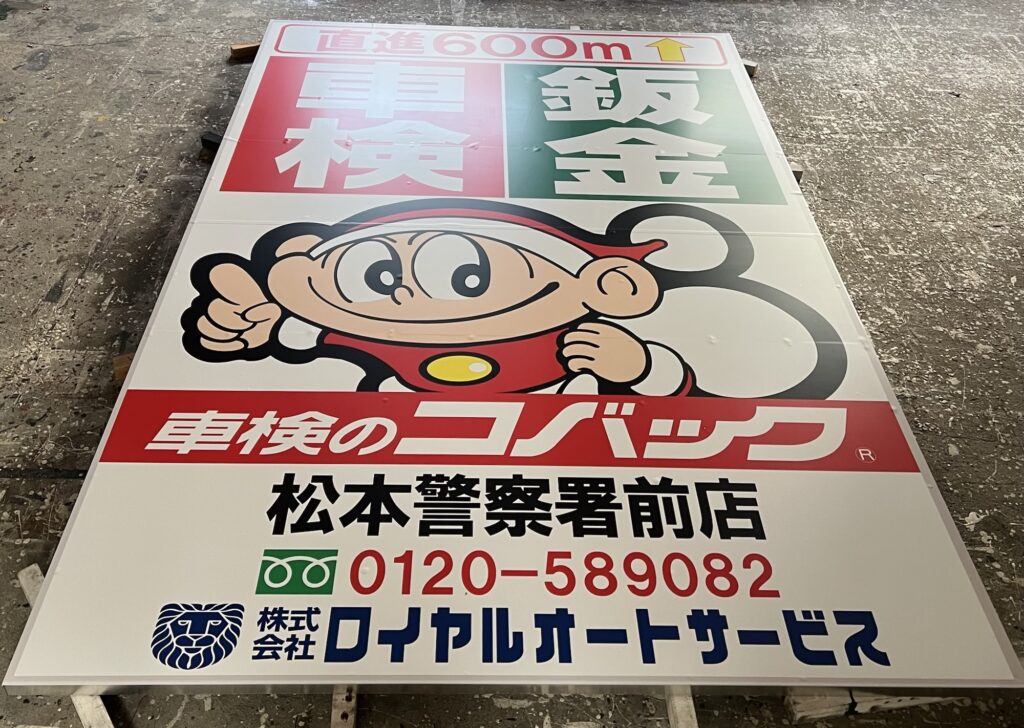 直進600m
車検
鈑金
車検のコバック®
松本警察署前店
0120-589082
株式会社 ロイヤルオートサービス